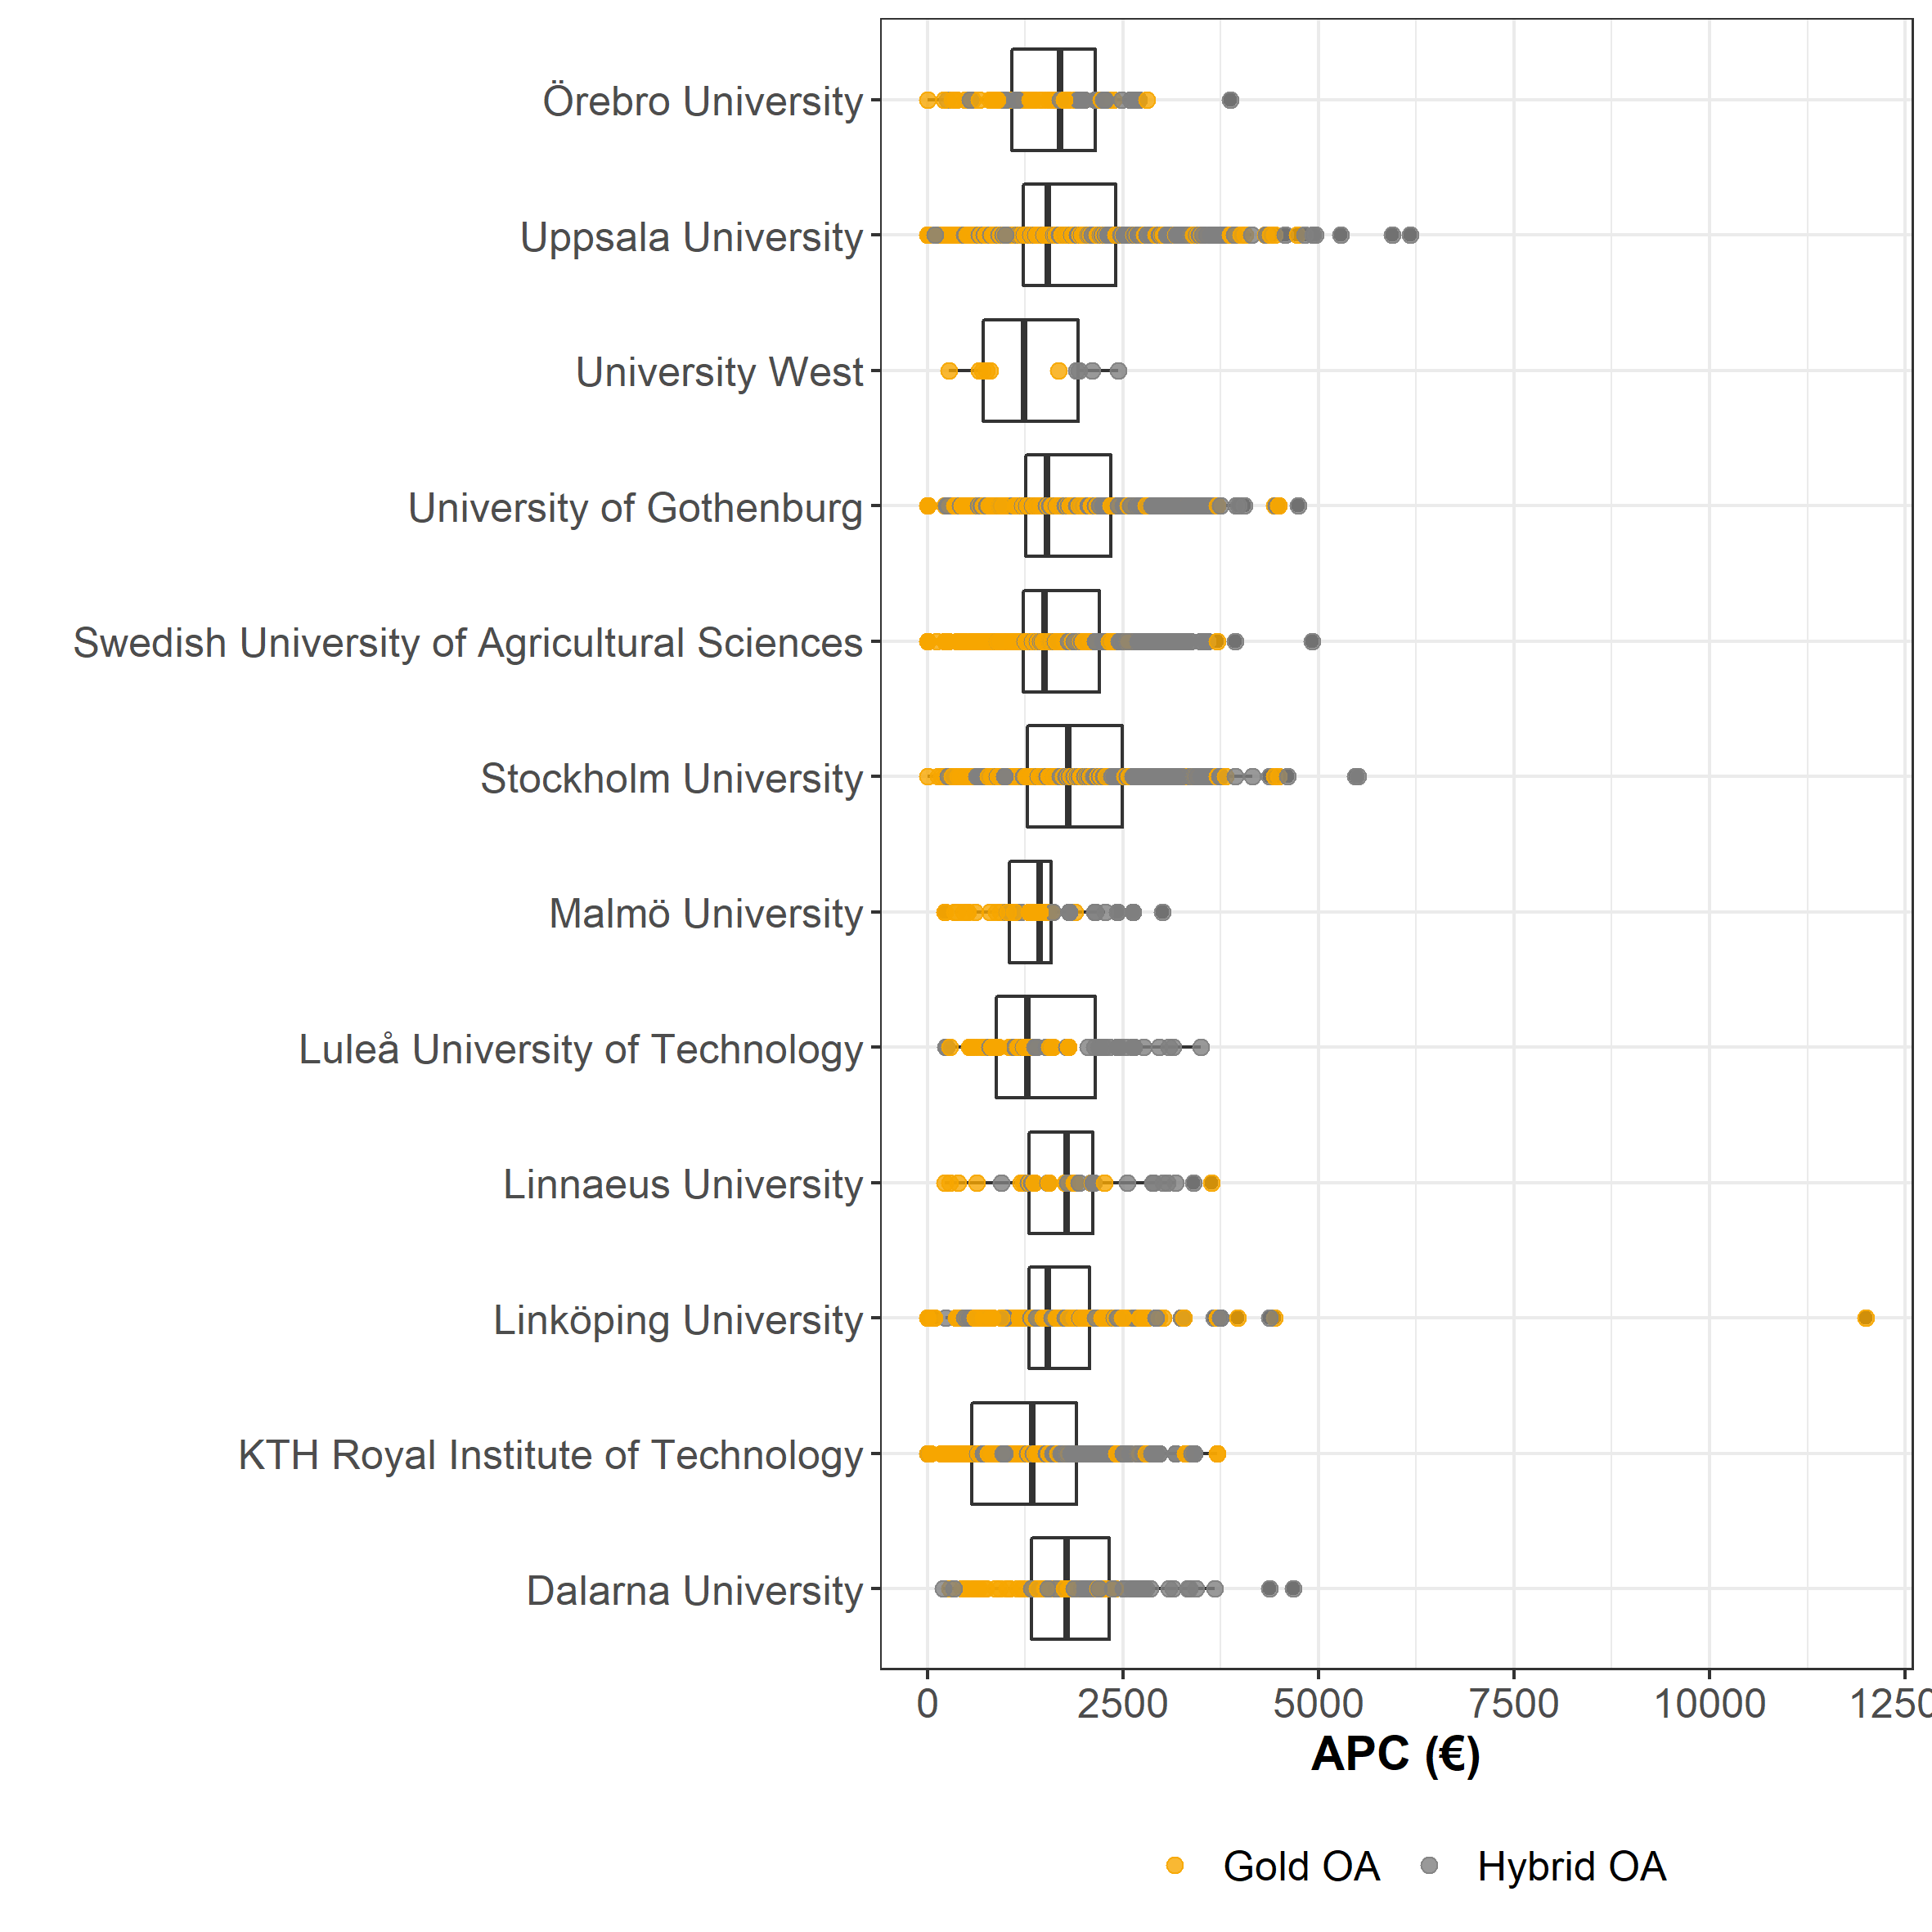 Örebro University
Uppsala University
University West
University of Gothenburg
Swedish University of Agricultural Sciences
Stockholm University
Malmö University
Luleå University of Technology
Linnaeus University
Linköping University
KTH Royal Institute of Technology
Dalarna University
0 2500 5000 7500 10000 1250
APC (€)
Gold OA Hybrid OA